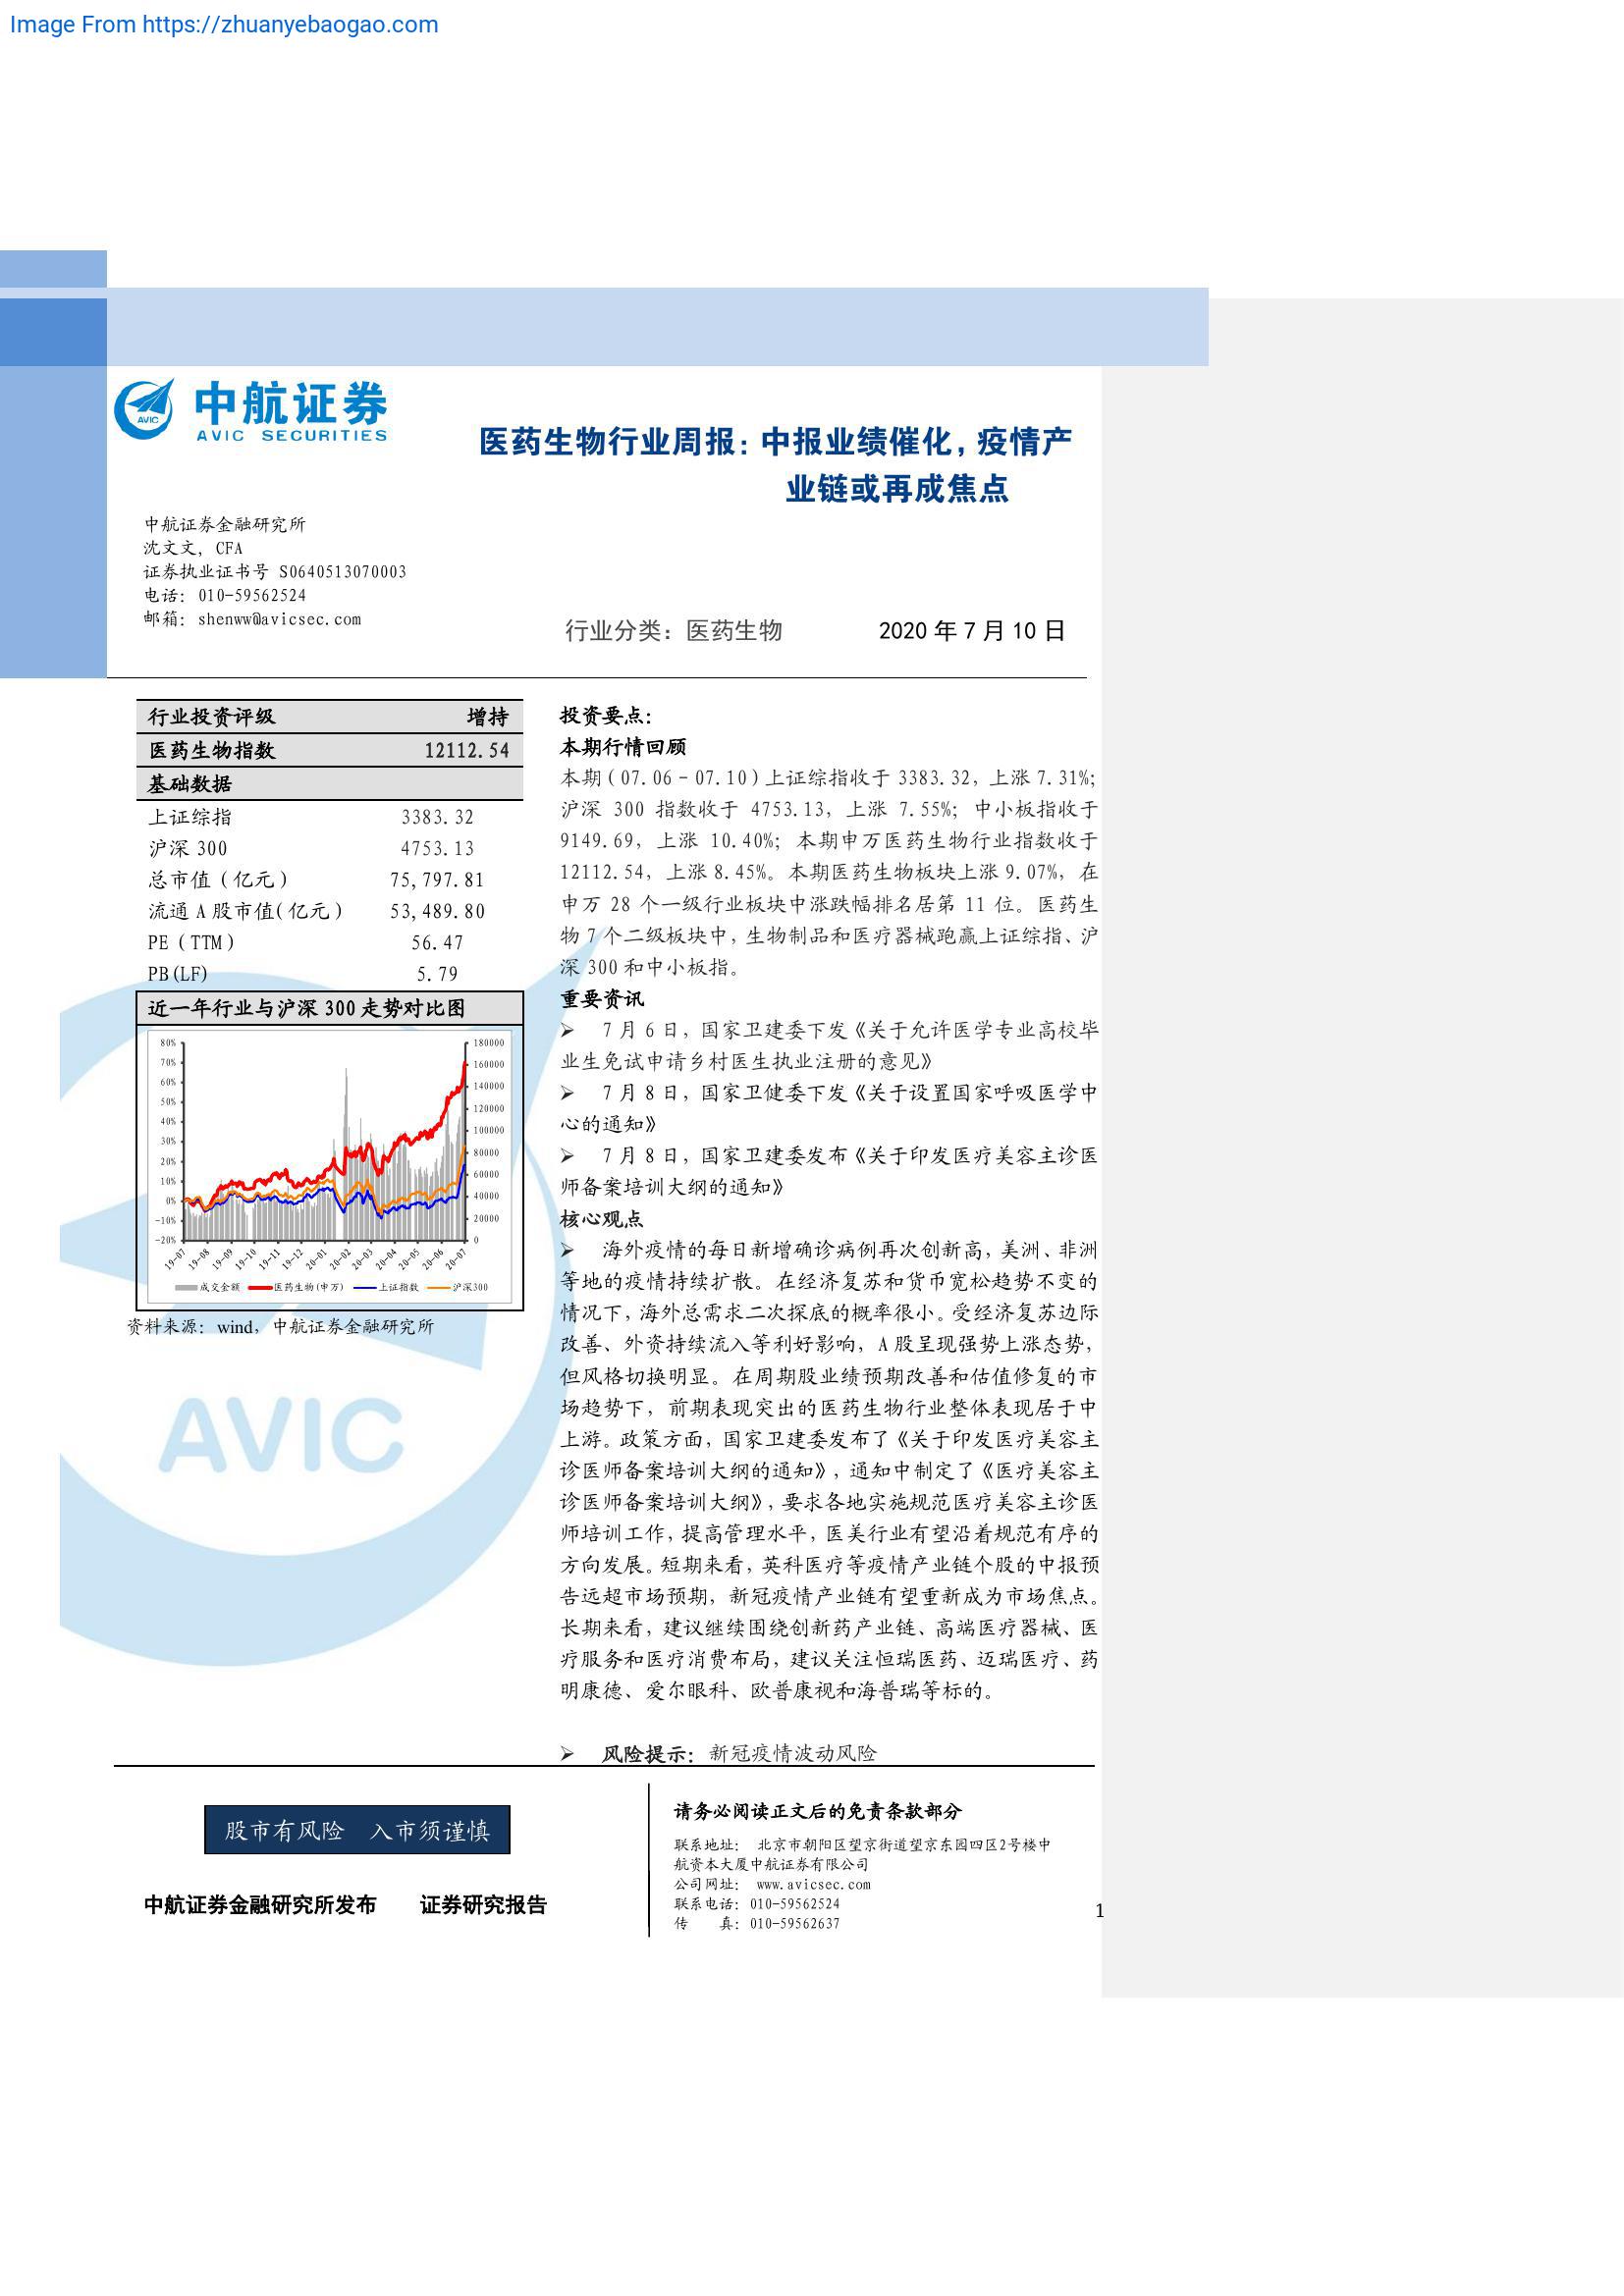 Image From https://zhuanyebaogao.com
中航证券
AVIC
AVIC SECURITIES
医药生物行业周报：中报业绩催化，疫情产
业链或再成焦点
中航证券金融研究所
沈文文，CFA
证券执业证书号 S0640513070003
电话：010-59562524
邮箱：shenww@avicsec.com
行业分类：医药生物 2020 年 7 月 10 日
行业投资评级 增持
医药生物指数 12112.54
基础数据
上证综指 3383.32
沪深 300 4753.13
总市值（亿元） 75,797.81
流通 A 股市值(亿元） 53,489.80
PE（TTM） 56.47
PB(LF) 5.79
近一年行业与沪深 300 走势对比图
80% 180000
70% 160000
60% 140000
50% 120000
40% 100000
30% 80000
20% 60000
10% 40000
0% 20000
-10% 0
-20%
19-07 19-08 19-09 19-10 19-11 19-12 20-01 20-02 20-03 20-04 20-05 20-06 20-07
成交金额 医药生物(申万) 上证指数 沪深300
资料来源：wind，中航证券金融研究所
AVIC
投资要点：
本期行情回顾
本期（07.06-07.10）上证综指收于 3383.32，上涨 7.31%；
沪深 300 指数收于 4753.13，上涨 7.55%；中小板指收于
9149.69，上涨 10.40%；本期申万医药生物行业指数收于
12112.54，上涨 8.45%。本期医药生物板块上涨 9.07%，在
申万 28 个一级行业板块中涨跌幅排名居第 11 位。医药生
物 7 个二级板块中，生物制品和医疗器械跑赢上证综指、沪
深 300 和中小板指。
重要资讯
➢ 7 月 6 日，国家卫建委下发《关于允许医学专业高校毕
业生免试申请乡村医生执业注册的意见》
➢ 7 月 8 日，国家卫健委下发《关于设置国家呼吸医学中
心的通知》
➢ 7 月 8 日，国家卫建委发布《关于印发医疗美容主诊医
师备案培训大纲的通知》
核心观点
➢ 海外疫情的每日新增确诊病例再次创新高，美洲、非洲
等地的疫情持续扩散。在经济复苏和货币宽松趋势不变的
情况下，海外总需求二次探底的概率很小。受经济复苏边际
改善、外资持续流入等利好影响，A 股呈现强势上涨态势，
但风格切换明显。在周期股业绩预期改善和估值修复的市
场趋势下，前期表现突出的医药生物行业整体表现居于中
上游。政策方面，国家卫建委发布了《关于印发医疗美容主
诊医师备案培训大纲的通知》，通知中制定了《医疗美容主
诊医师备案培训大纲》，要求各地实施规范医疗美容主诊医
师培训工作，提高管理水平，医美行业有望沿着规范有序的
方向发展。短期来看，英科医疗等疫情产业链个股的中报预
告远超市场预期，新冠疫情产业链有望重新成为市场焦点。
长期来看，建议继续围绕创新药产业链、高端医疗器械、医
疗服务和医疗消费布局，建议关注恒瑞医药、迈瑞医疗、药
明康德、爱尔眼科、欧普康视和海普瑞等标的。
➢ 风险提示：新冠疫情波动风险
股市有风险 入市须谨慎
中航证券金融研究所发布 证券研究报告
请务必阅读正文后的免责条款部分
联系地址： 北京市朝阳区望京街道望京东园四区2号楼中
航资本大厦中航证券有限公司
公司网址： www.avicsec.com
联系电话：010-59562524
传 真：010-59562637
1